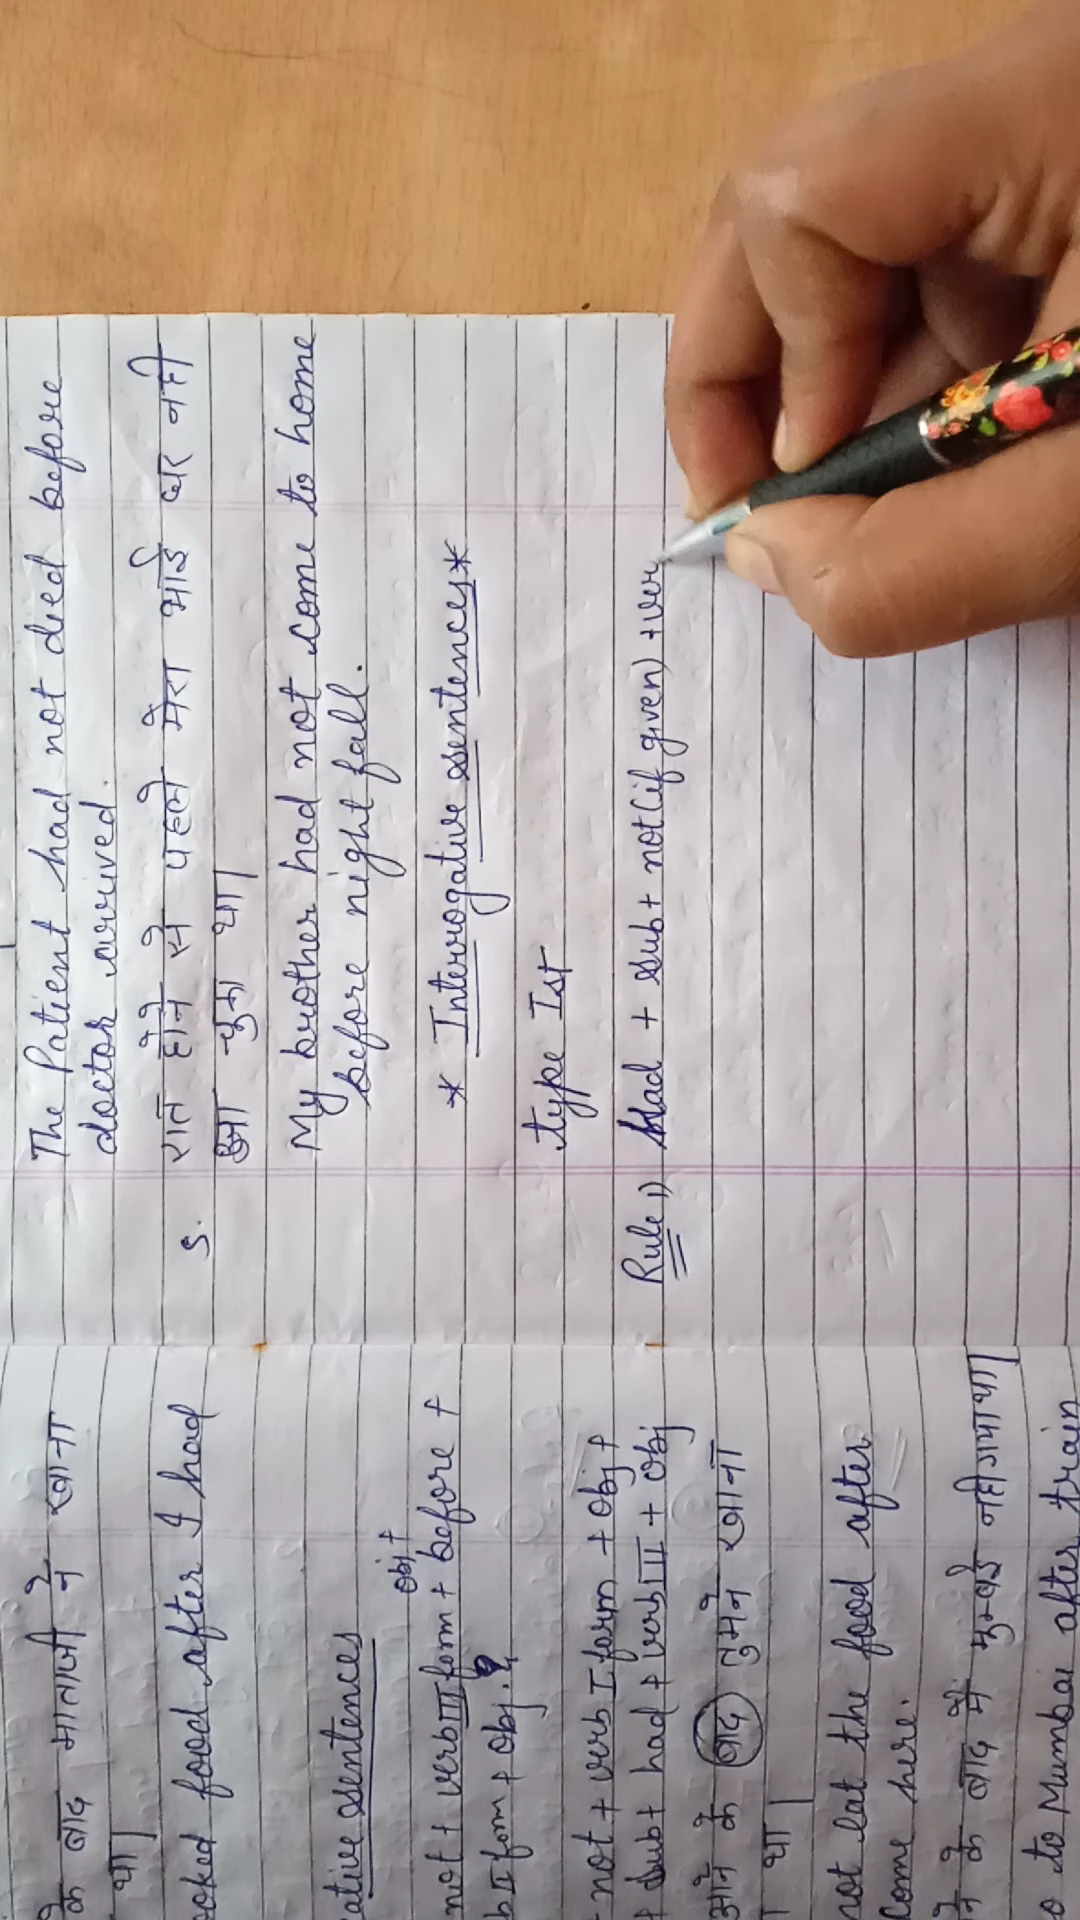 The Patient had not died before
doctor arrived.
5. रात होने से पहले मेरा भाई घर नही
आ चुका था।
My brother had not come to home
before night fall.
* Interrogative sentences *
type Ist
Rule 1) Had + sub + not (if given) + ver
के बाद माताजी ने खाना
था।
ooked food after I had
ative sentences
obj +
not + verb III form + before +
b II form + obj.
not + verb I form + obj +
+ sub + had + verb III + obj
आने के बाद तुमने खाना
था।
not eat the food after
come here.
ने के बाद में मुम्बई नही गया था।
o to Mumbai after train